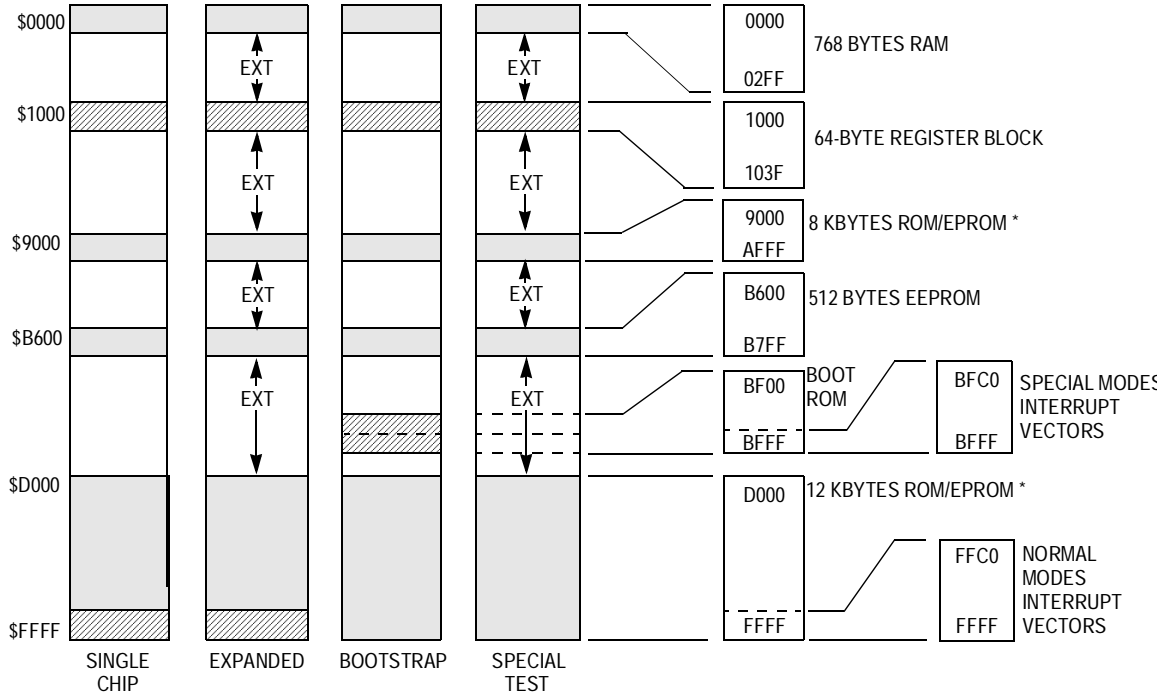 $0000
$1000
$9000
$B600
$D000
$FFFF
EXT
EXT
EXT
EXT
EXT
EXT
EXT
EXT
SINGLE
CHIP
EXPANDED
BOOTSTRAP
SPECIAL
TEST
0000
02FF
768 BYTES RAM
1000
103F
64-BYTE REGISTER BLOCK
9000
AFFF
8 KBYTES ROM/EPROM *
B600
B7FF
512 BYTES EEPROM
BF00
BFFF
BOOT
ROM
BFC0
BFFF
SPECIAL MODES
INTERRUPT
VECTORS
D000
FFFF
12 KBYTES ROM/EPROM *
FFC0
FFFF
NORMAL
MODES
INTERRUPT
VECTORS